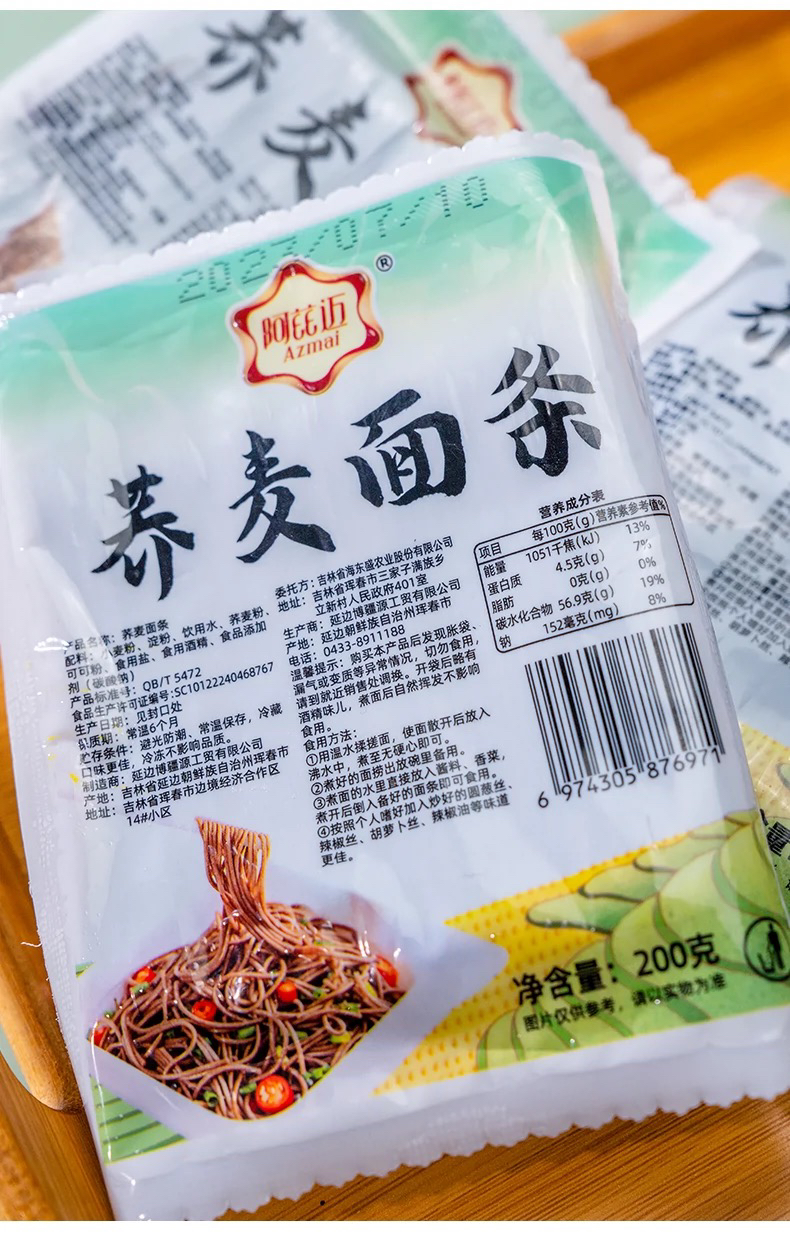 荞麦
2023/07/10
阿茈迈
®
Azmai
荞麦面条
产品名称：荞麦面条
配料：小麦粉、淀粉、饮用水、荞麦粉、
可可粉、食用盐、食用酒精、食品添加
剂（碳酸钠）
产品标准号：QB/T 5472
食品生产许可证编号:SC10122240468767
生产日期：见封口处
保质期：常温6个月
贮存条件：避光防潮、常温保存，冷藏
口味更佳，冷冻不影响品质。
制造商：延边博疆源工贸有限公司
产地：吉林省延边朝鲜族自治州珲春市
地址：吉林省珲春市边境经济合作区
14#小区
委托方：吉林省海东盛农业股份有限公司
地址：吉林省珲春市三家子满族乡
立新村人民政府401室
生产商：延边博疆源工贸有限公司
产地：延边朝鲜族自治州珲春市
电话：0433-8911188
温馨提示：购买本产品后发现胀袋、
漏气或变质等异常情况，切勿食用，
请到就近销售处调换。开袋后略有
酒精味儿，煮面后自然挥发不影响
食用。
食用方法：
①用温水揉搓面，使面散开后放入
沸水中，煮至无硬心即可。
②煮好的面捞出放碗里备用。
③煮面的水里直接放入酱料、香菜，
煮开后倒入备好的面条即可食用。
④按照个人嗜好加入炒好的圆葱丝、
辣椒丝、胡萝卜丝、辣椒油等味道
更佳。
营养成分表
项目 每100克(g) 营养素参考值%
能量 1051千焦(kJ) 13%
蛋白质 4.5克(g) 7%
脂肪 0克(g) 0%
碳水化合物 56.9克(g) 19%
钠 152毫克(mg) 8%
6 974305 876971
净含量：200克
图片仅供参考，请以实物为准